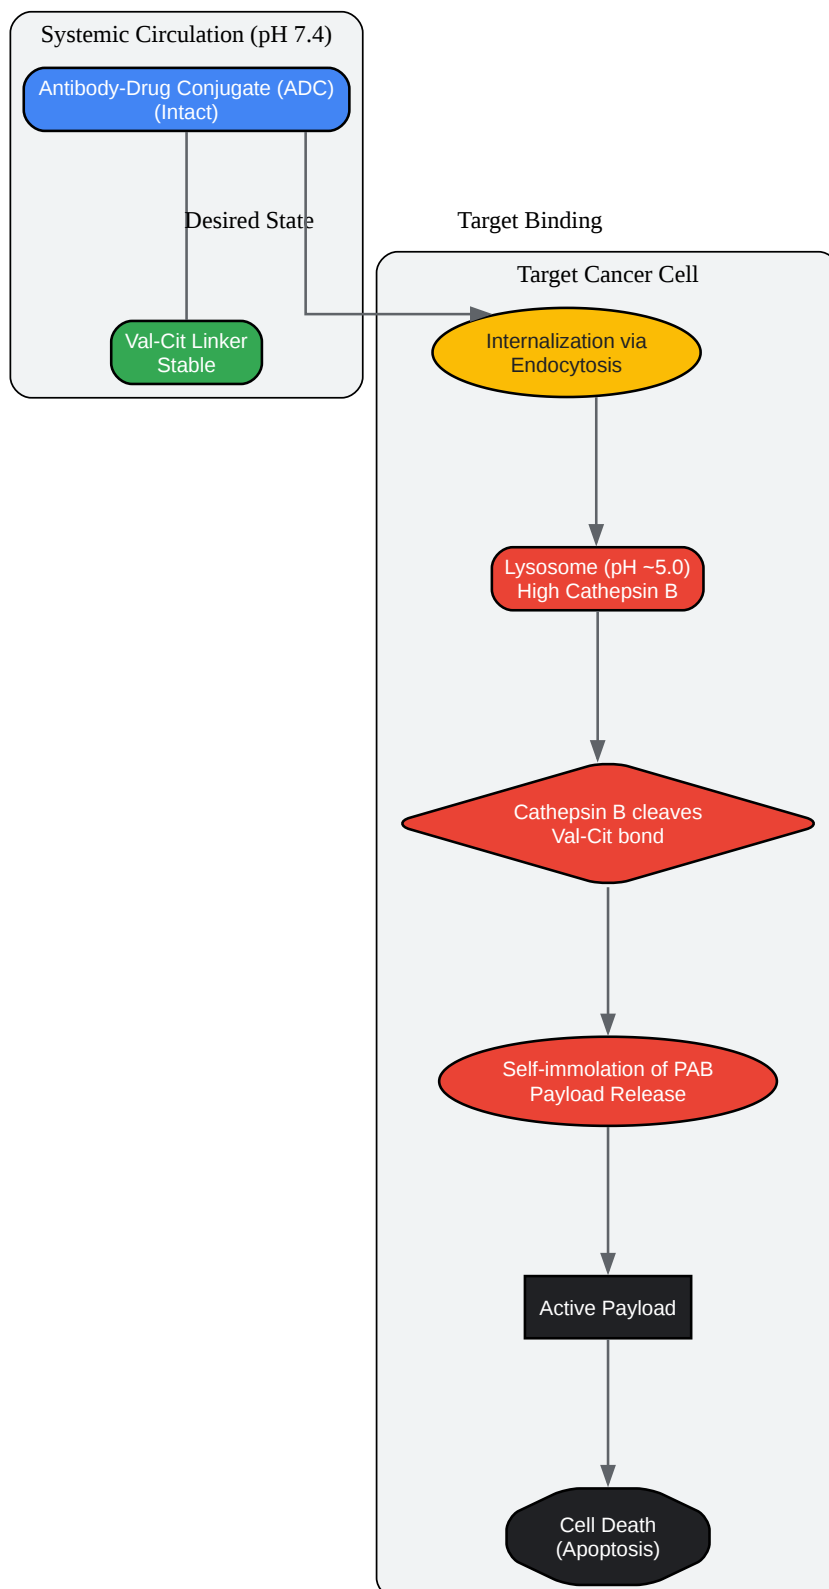 Systemic Circulation (pH 7.4)
Antibody-Drug Conjugate (ADC)
(Intact)
Desired State
Target Binding
Val-Cit Linker
Stable
Target Cancer Cell
Internalization via
Endocytosis
Lysosome (pH ~5.0)
High Cathepsin B
Cathepsin B cleaves
Val-Cit bond
Self-immolation of PAB
Payload Release
Active Payload
Cell Death
(Apoptosis)